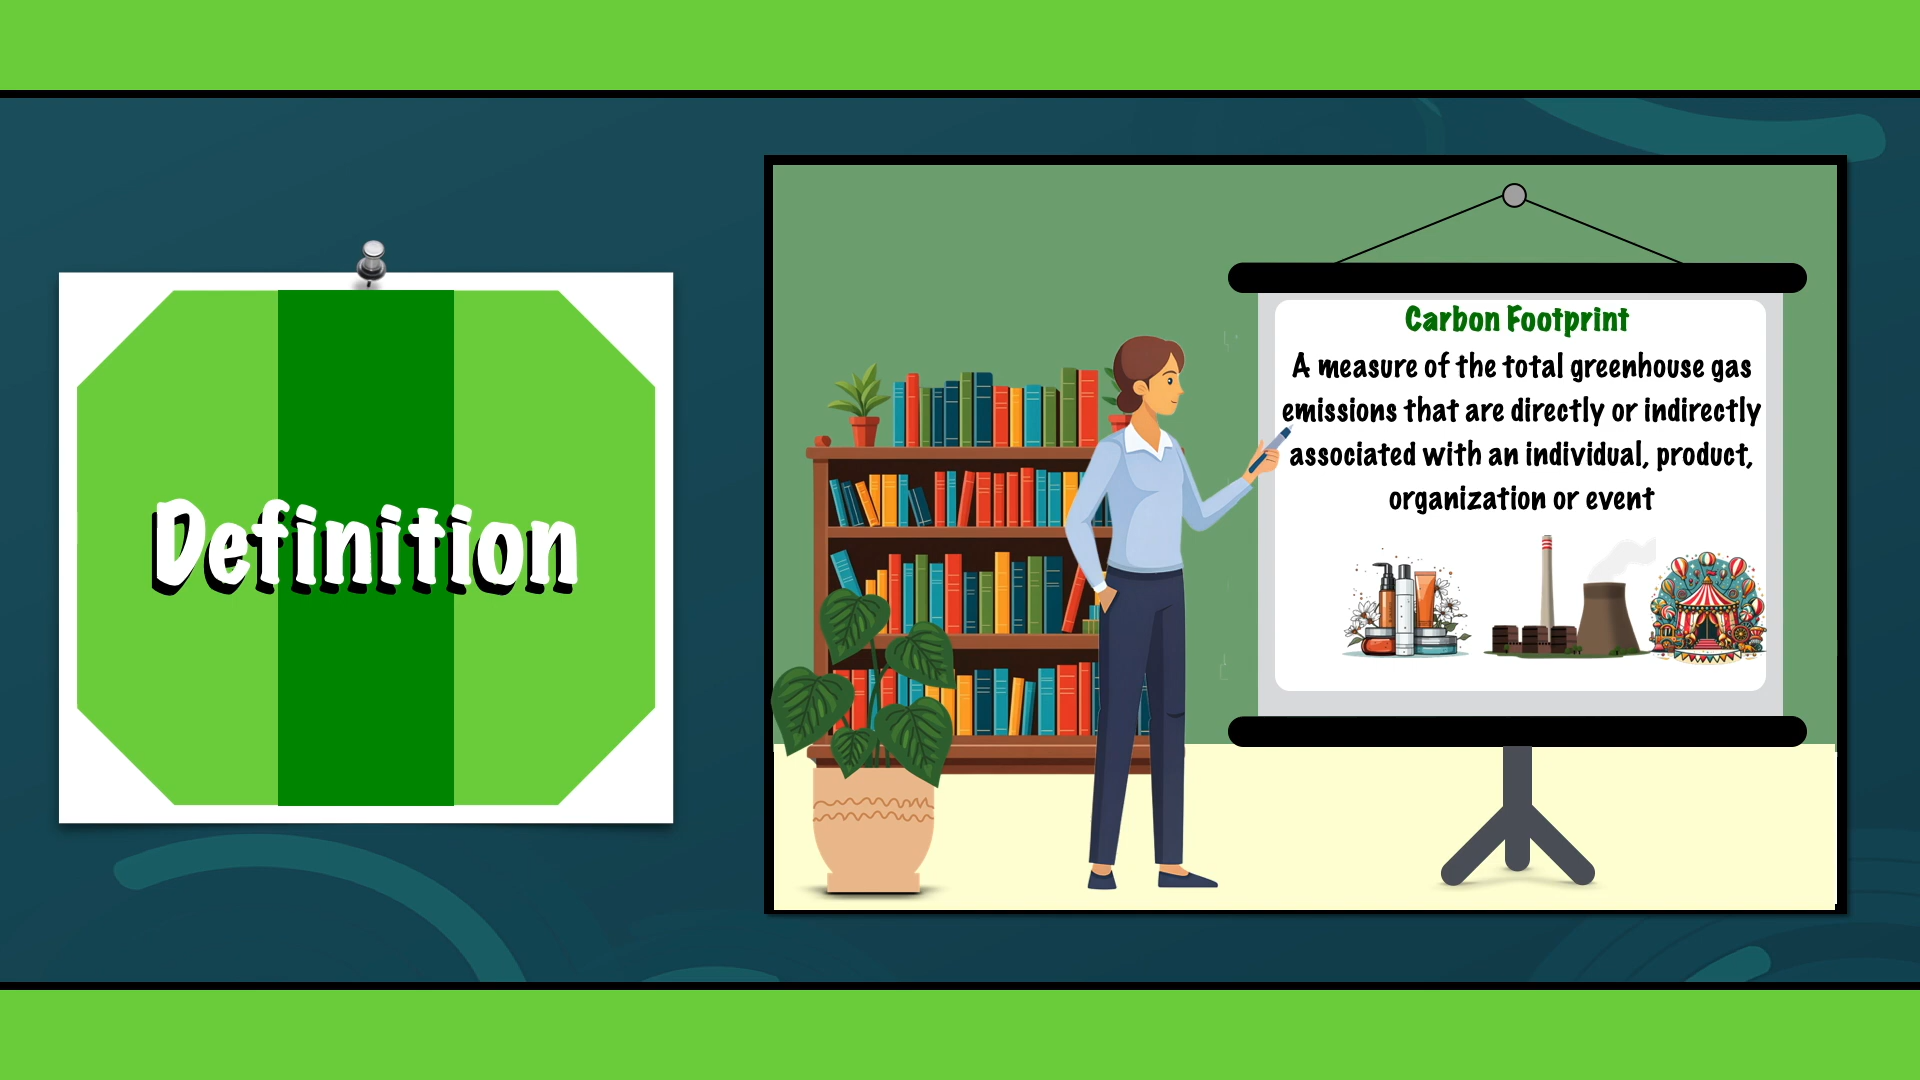 Definition
Carbon Footprint
A measure of the total greenhouse gas
emissions that are directly or indirectly
associated with an individual, product,
organization or event